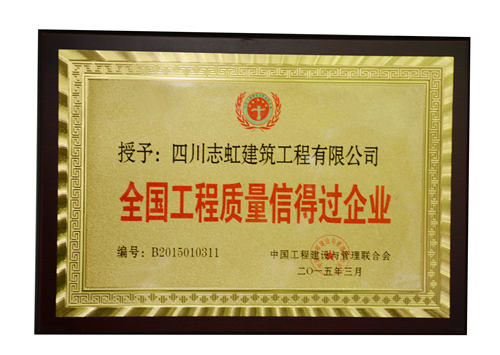 授予：四川志虹建筑工程有限公司
全国工程质量信得过企业
编号：B2015010311
中国工程建设与管理联合会
二〇一五年三月